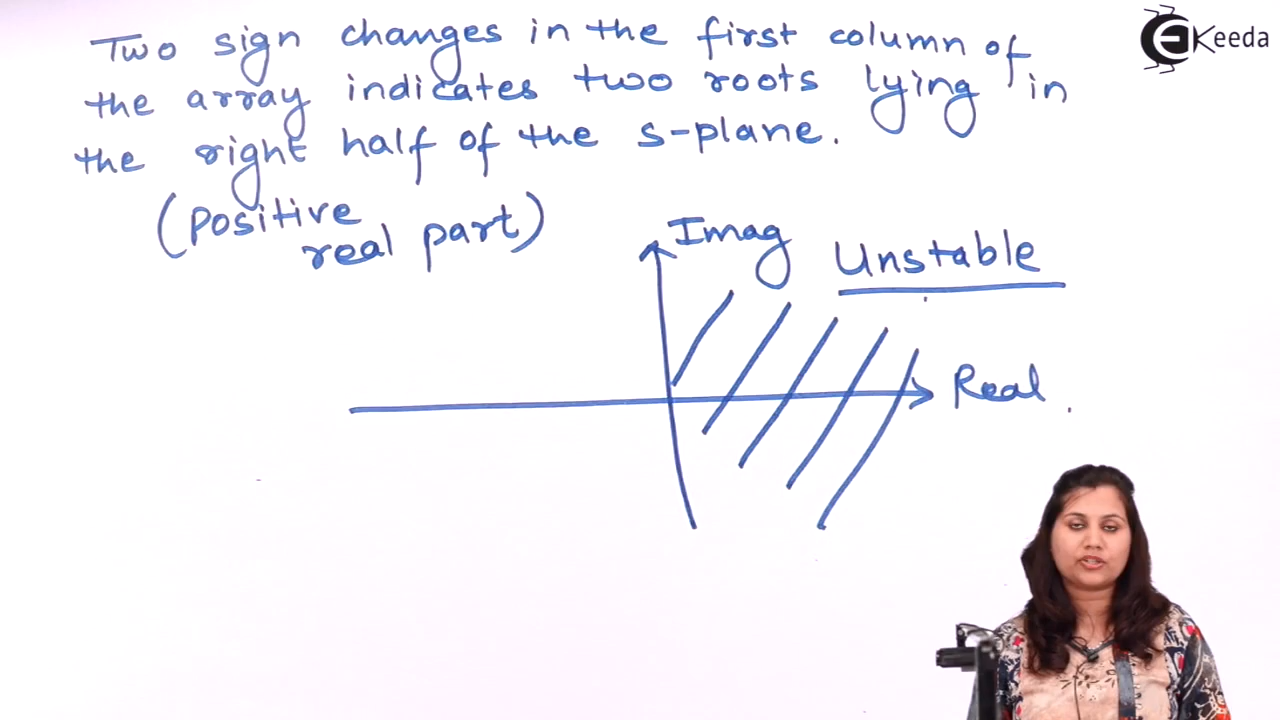 Two sign changes in the first column of
the array indicates two roots lying in
the right half of the s-plane.
(Positive
real part)
Imag
Unstable
Real
EKeeda